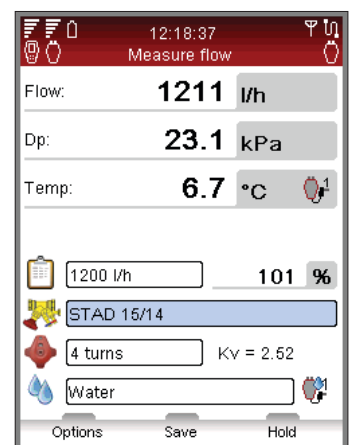 12:18:37
Measure flow
Flow: 1211 l/h
Dp: 23.1 kPa
Temp: 6.7 °C 1
1200 l/h 101 %
STAD 15/14
4 turns Kv = 2.52
Water
Options Save Hold